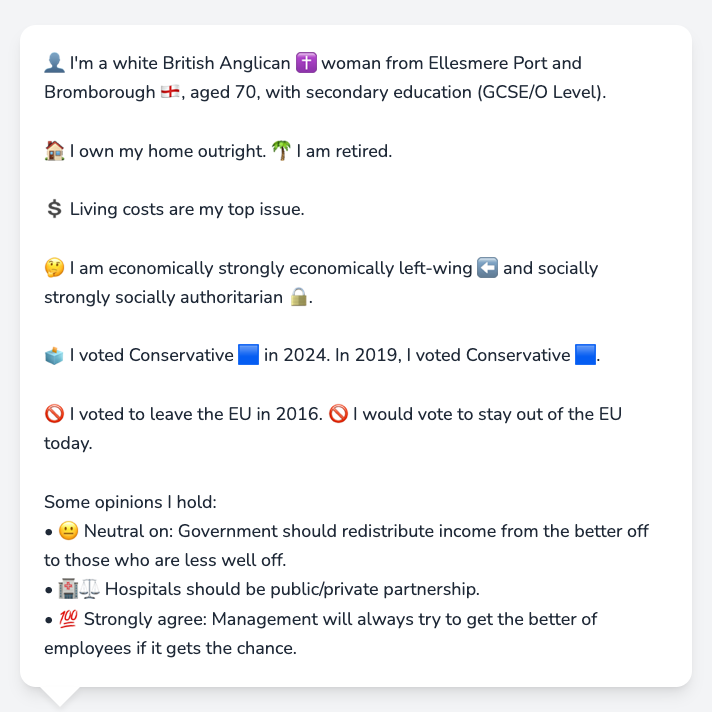 👤 I'm a white British Anglican ✝️ woman from Ellesmere Port and
Bromborough 🏴󠁧󠁢󠁥󠁮󠁧󠁿, aged 70, with secondary education (GCSE/O Level).
🏠 I own my home outright. 🌴 I am retired.
💲 Living costs are my top issue.
🤔 I am economically strongly economically left-wing ⬅️ and socially
strongly socially authoritarian 🔒.
🗳️ I voted Conservative 🟦 in 2024. In 2019, I voted Conservative 🟦.
🚫 I voted to leave the EU in 2016. 🚫 I would vote to stay out of the EU
today.
Some opinions I hold:
• 😐 Neutral on: Government should redistribute income from the better off
to those who are less well off.
• 🏥⚖️ Hospitals should be public/private partnership.
• 💯 Strongly agree: Management will always try to get the better of
employees if it gets the chance.